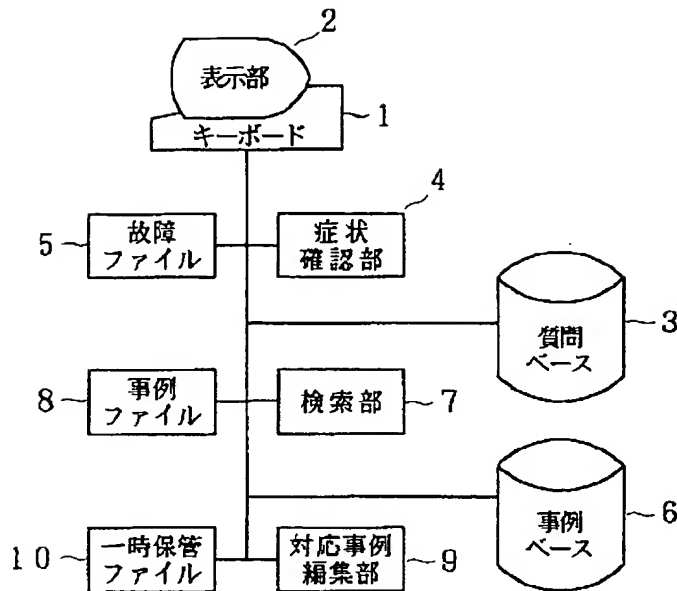 2
表示部
1
キーボード
4
5
故障
ファイル
症状
確認部
3
質問
ベース
8
事例
ファイル
検索部
7
6
事例
ベース
10
一時保管
ファイル
対応事例
編集部
9